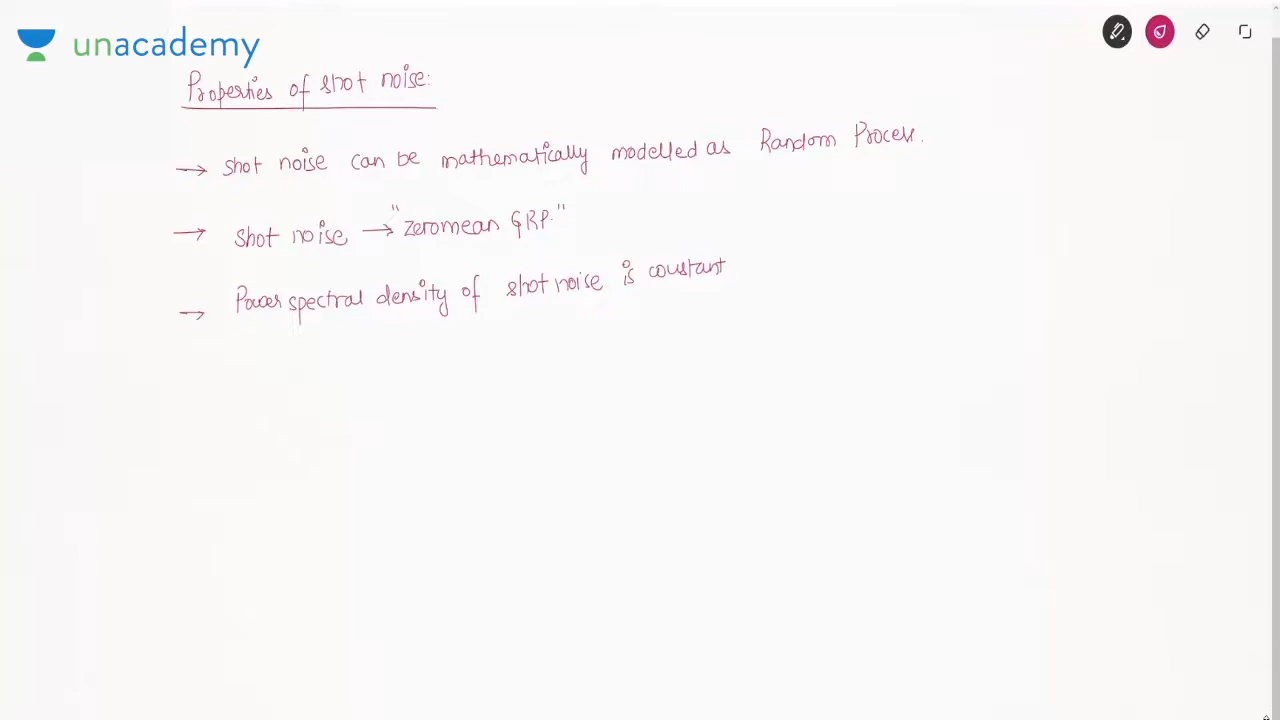 unacademy
Properties of shot noise:
→ shot noise can be mathematically modelled as Random Process.
→ shot noise → "zeromean GRP."
→ Power spectral density of shot noise is constant